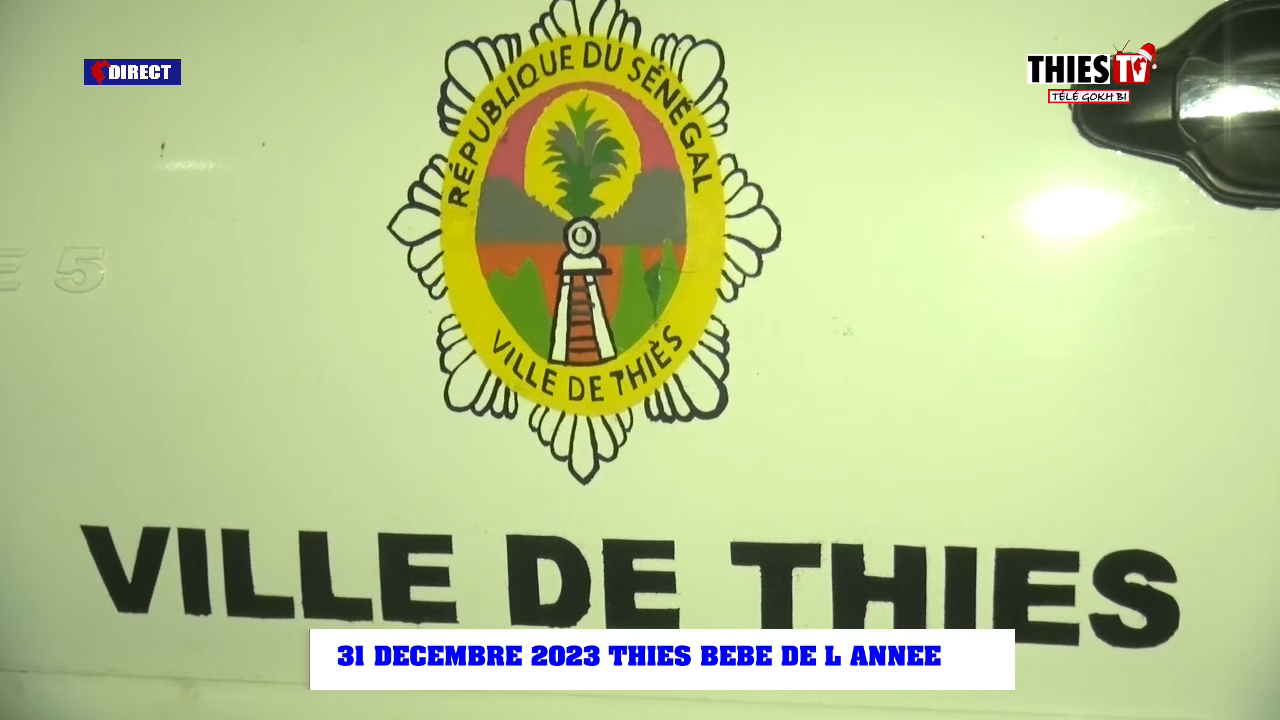 DIRECT
THIES TV
TÉLÉ GOKH BI
RÉPUBLIQUE DU SÉNÉGAL
E 5
VILLE DE THIÈS
VILLE DE THIES
31 DECEMBRE 2023 THIES BEBE DE L ANNEE